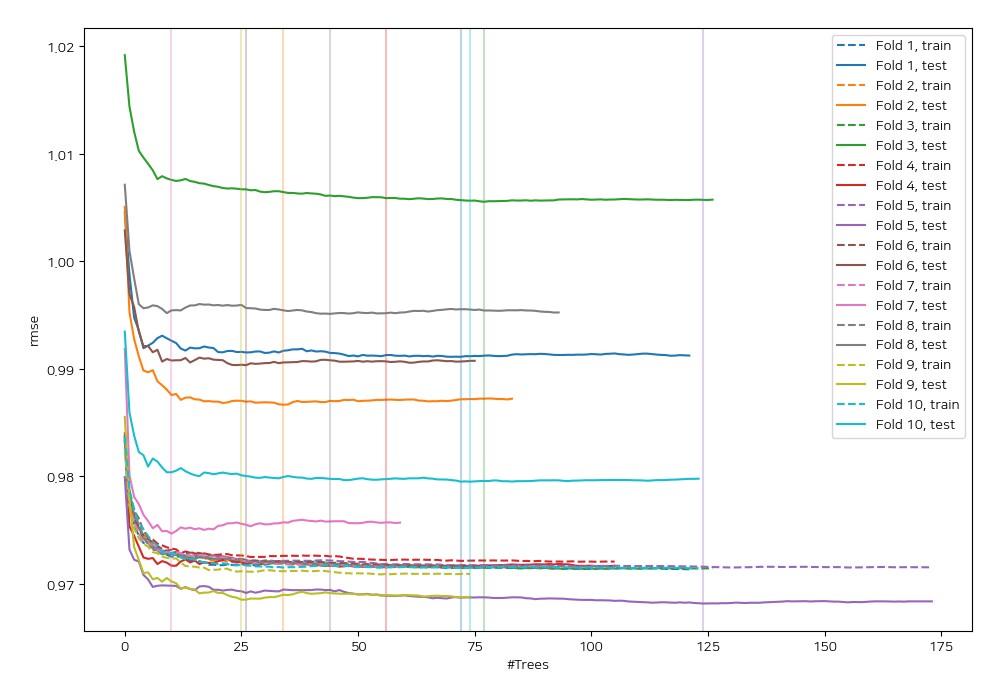 1,02
1,01
1,00
0,99
0,98
0,97
rmse
0
25
50
75
100
125
150
175
#Trees
Fold 1, train
Fold 1, test
Fold 2, train
Fold 2, test
Fold 3, train
Fold 3, test
Fold 4, train
Fold 4, test
Fold 5, train
Fold 5, test
Fold 6, train
Fold 6, test
Fold 7, train
Fold 7, test
Fold 8, train
Fold 8, test
Fold 9, train
Fold 9, test
Fold 10, train
Fold 10, test